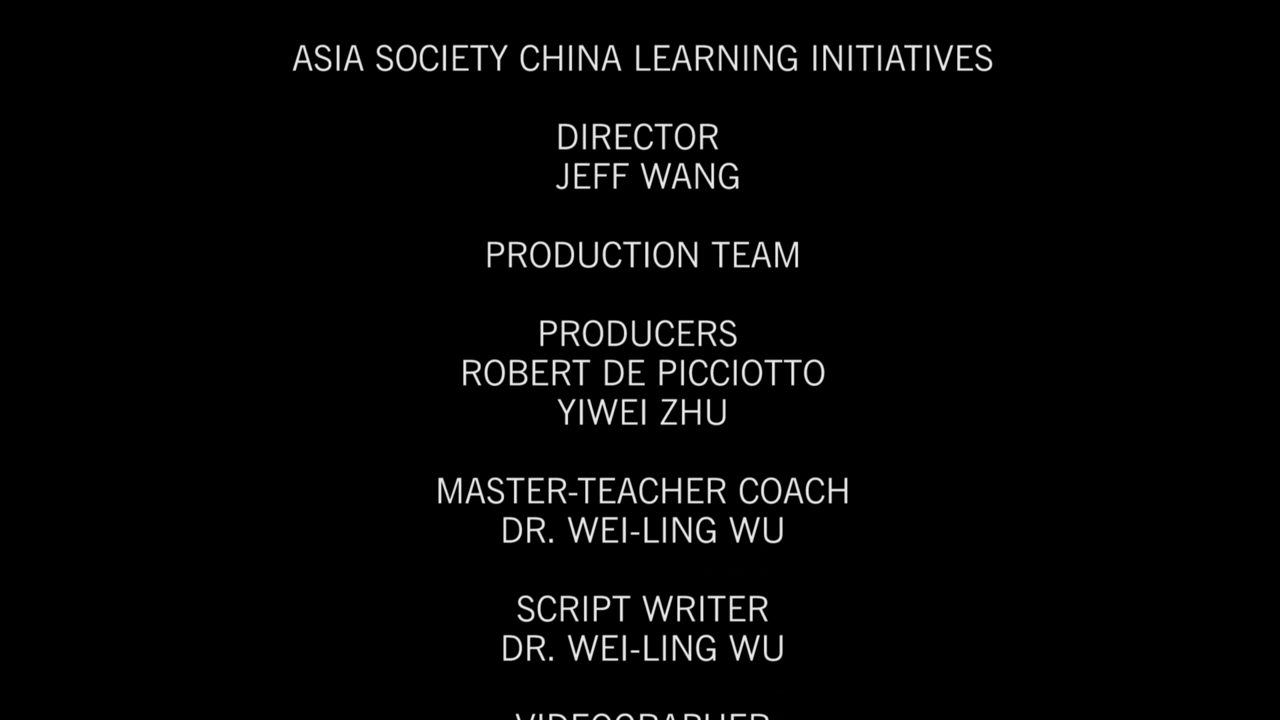 ASIA SOCIETY CHINA LEARNING INITIATIVES
DIRECTOR
JEFF WANG
PRODUCTION TEAM
PRODUCERS
ROBERT DE PICCIOTTO
YIWEI ZHU
MASTER-TEACHER COACH
DR. WEI-LING WU
SCRIPT WRITER
DR. WEI-LING WU
VIDEOGRAPHER